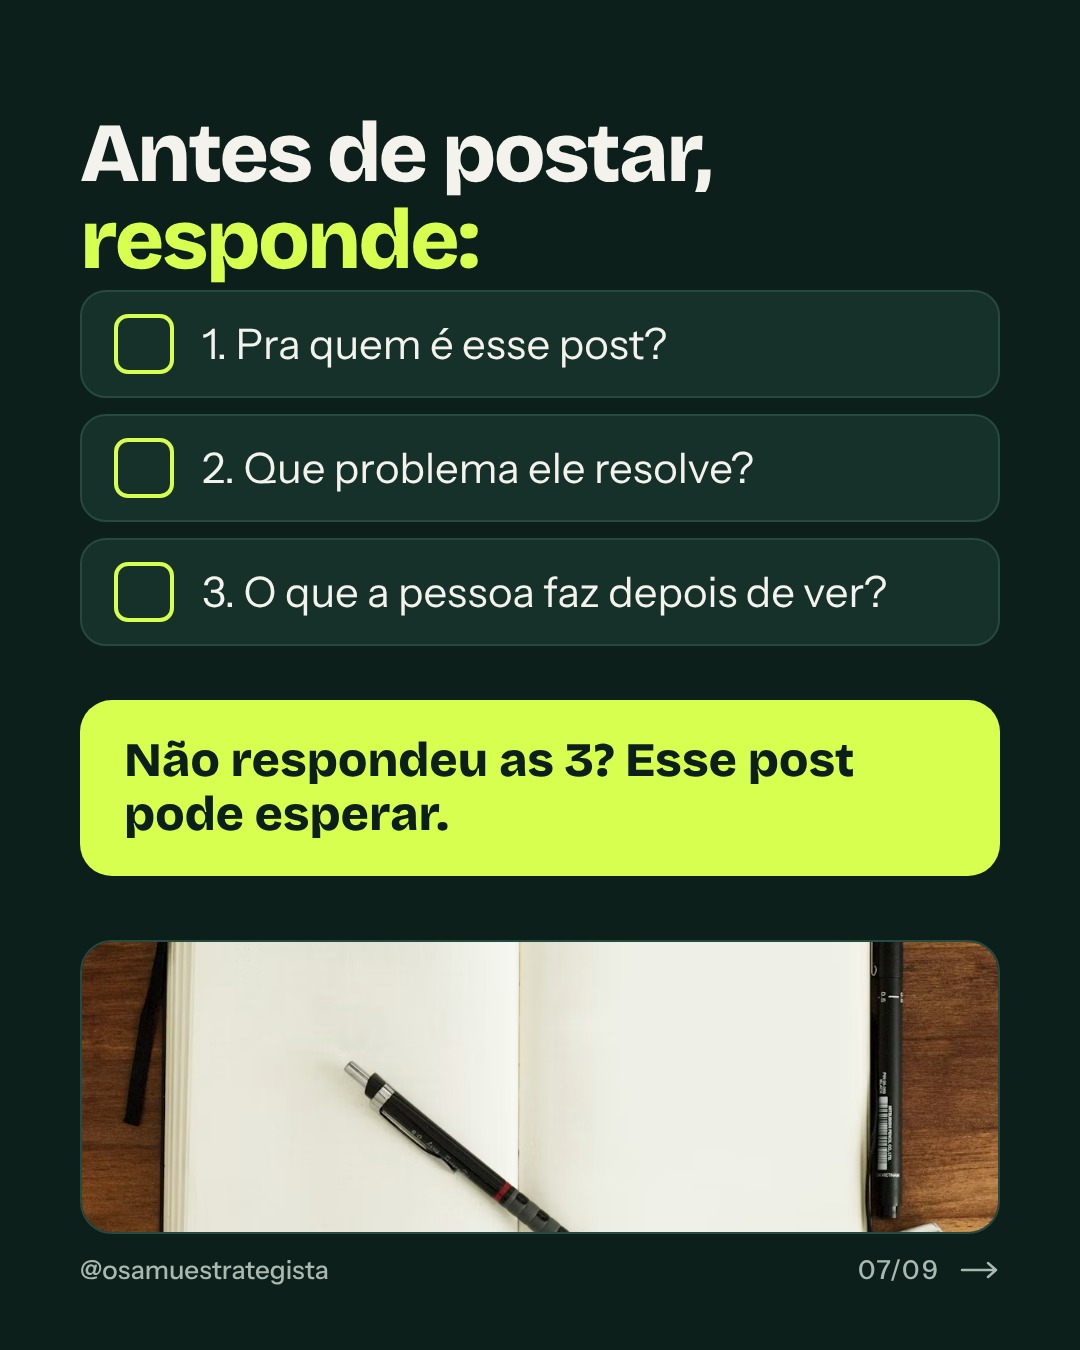 Antes de postar,
responde:
1. Pra quem é esse post?
2. Que problema ele resolve?
3. O que a pessoa faz depois de ver?
Não respondeu as 3? Esse post
pode esperar.
@osamuestrategista
07/09